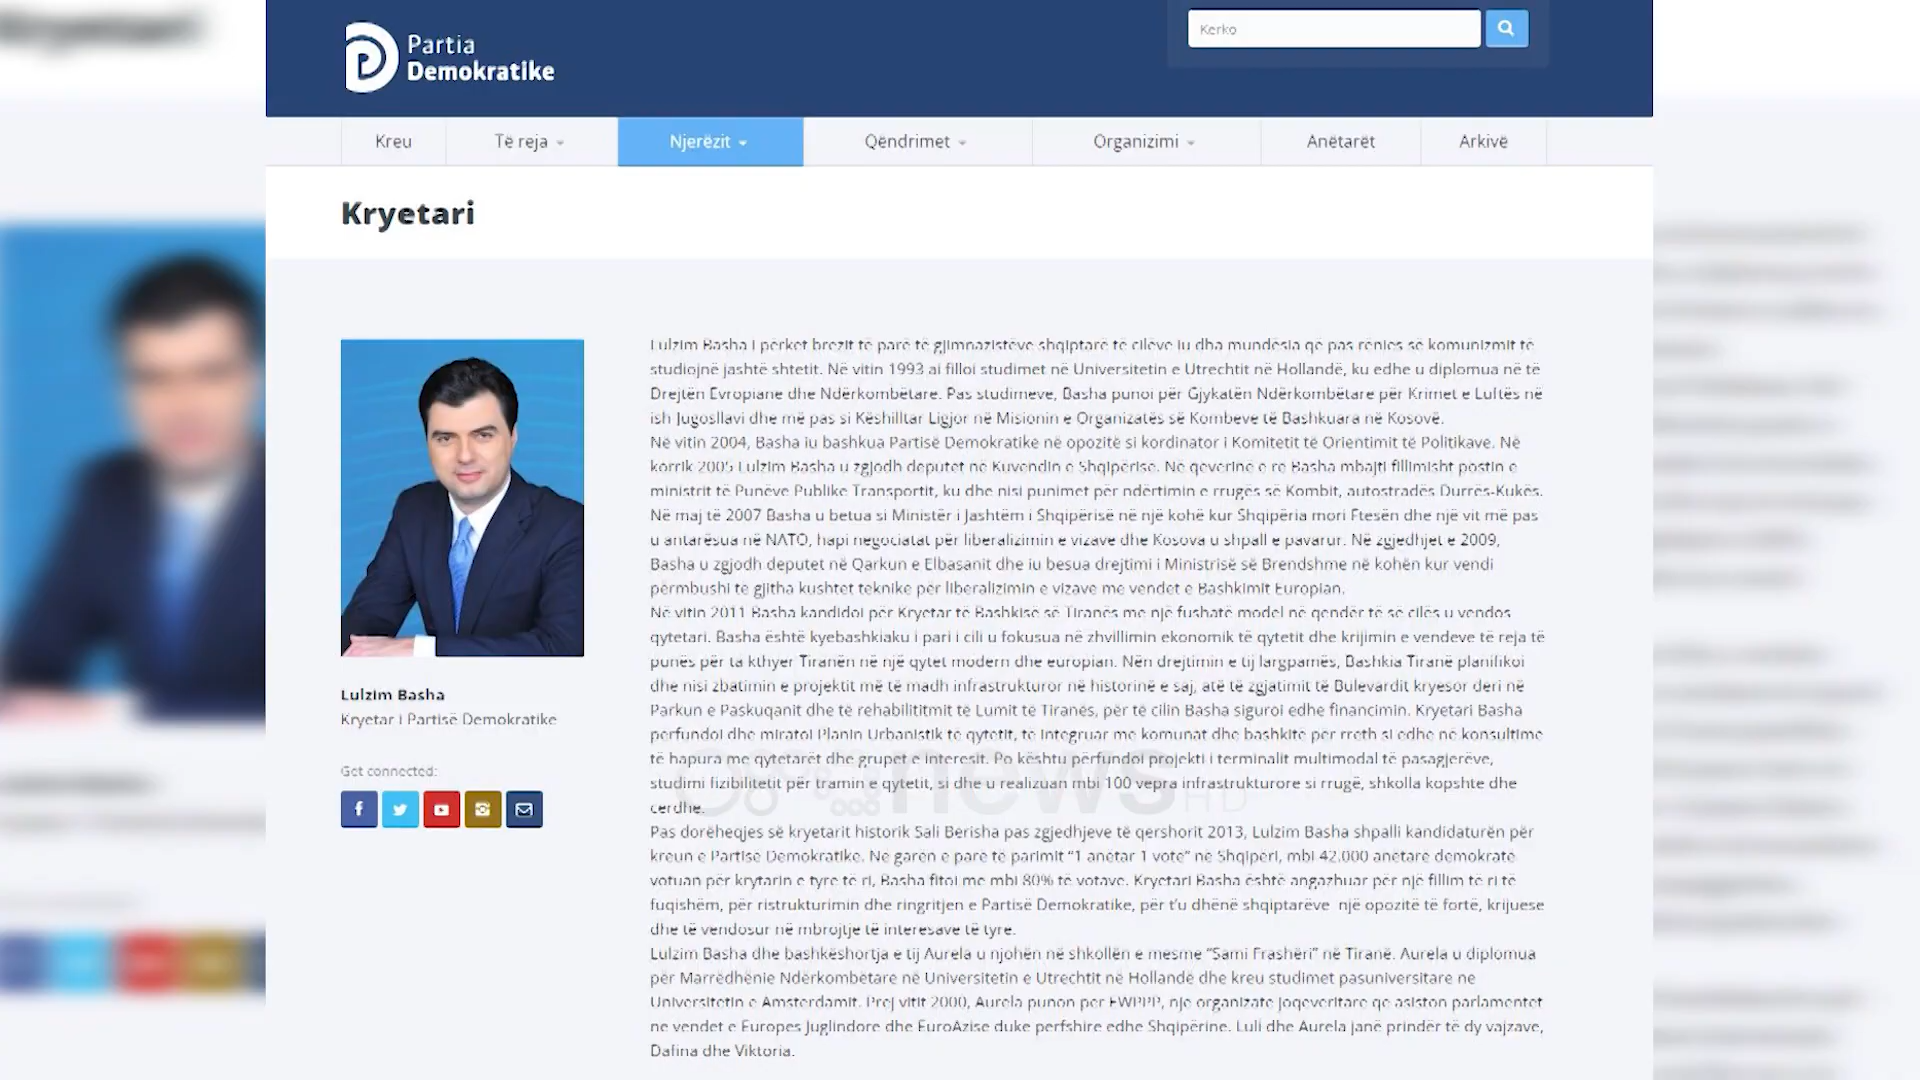 Partia
Demokratike
Kerko
Kreu
Të reja
Njerëzit
Qëndrimet
Organizimi
Anëtarët
Arkivë
Kryetari
Lulzim Basha
Kryetar i Partisë Demokratike
Get connected:
Lulzim Basha i përket brezit të parë të gjimnazistëve shqiptarë të cilëve iu dha mundësia që pas rënies së komunizmit të
studiojnë jashtë shtetit. Në vitin 1993 ai filloi studimet në Universitetin e Utrechtit në Hollandë, ku edhe u diplomua në të
Drejtën Evropiane dhe Ndërkombëtare. Pas studimeve, Basha punoi për Gjykatën Ndërkombëtare për Krimet e Luftës në
ish Jugosllavi dhe më pas si Këshilltar Ligjor në Misionin e Organizatës së Kombeve të Bashkuara në Kosovë.
Në vitin 2004, Basha iu bashkua Partisë Demokratike në opozitë si kordinator i Komitetit të Orientimit të Politikave. Në
korrik 2005 Lulzim Basha u zgjodh deputet në Kuvendin e Shqipërisë. Në qeverinë e re Basha mbajti fillimisht postin e
ministrit të Punëve Publike Transportit, ku dhe nisi punimet për ndërtimin e rrugës së Kombit, autostradës Durrës-Kukës.
Në maj të 2007 Basha u betua si Ministër i Jashtëm i Shqipërisë në një kohë kur Shqipëria mori Ftesën dhe një vit më pas
u antarësua në NATO, hapi negociatat për liberalizimin e vizave dhe Kosova u shpall e pavarur. Në zgjedhjet e 2009,
Basha u zgjodh deputet në Qarkun e Elbasanit dhe iu besua drejtimi i Ministrisë së Brendshme në kohën kur vendi
përmbushi të gjitha kushtet teknike për liberalizimin e vizave me vendet e Bashkimit Europian.
Në vitin 2011 Basha kandidoi për Kryetar të Bashkisë së Tiranës me një fushatë model në qendër të së cilës u vendos
qytetari. Basha është kyebashkiaku i pari i cili u fokusua në zhvillimin ekonomik të qytetit dhe krijimin e vendeve të reja të
punës për ta kthyer Tiranën në një qytet modern dhe europian. Nën drejtimin e tij largpamës, Bashkia Tiranë planifikoi
dhe nisi zbatimin e projektit më të madh infrastrukturor në historinë e saj, atë të zgjatimit të Bulevardit kryesor deri në
Parkun e Paskuqanit dhe të rehabilititmit të Lumit të Tiranës, për të cilin Basha siguroi edhe financimin. Kryetari Basha
përfundoi dhe miratoi Planin Urbanistik të qytetit, të integruar me komunat dhe bashkitë për rreth si edhe në konsultime
të hapura me qytetarët dhe grupet e interesit. Po kështu përfundoi projekti i terminalit multimodal të pasagjerëve,
studimi fizibilitetit për tramin e qytetit, si dhe u realizuan mbi 100 vepra infrastrukturore si rrugë, shkolla kopshte dhe
çerdhe.
Pas dorëheqjes së kryetarit historik Sali Berisha pas zgjedhjeve të qershorit 2013, Lulzim Basha shpalli kandidaturën për
kreun e Partisë Demokratike. Në garën e parë të parimit “1 anëtar 1 votë” në Shqipëri, mbi 42.000 anëtarë demokratë
votuan për krytarin e tyre të ri, Basha fitoi me mbi 80% të votave. Kryetari Basha është angazhuar për një fillim të ri të
fuqishëm, për ristrukturimin dhe ringritjen e Partisë Demokratike, për t’u dhënë shqiptarëve një opozitë të fortë, krijuese
dhe të vendosur në mbrojtje të interesave të tyre.
Lulzim Basha dhe bashkëshortja e tij Aurela u njohën në shkollën e mesme “Sami Frashëri” në Tiranë. Aurela u diplomua
për Marrëdhënie Ndërkombëtare në Universitetin e Utrechtit në Hollandë dhe kreu studimet pasuniversitare në
Universitetin e Amsterdamit. Prej vitit 2000, Aurela punon për EWPPP, një organizatë joqeveritare që asiston parlamentet
në vendet e Europës Juglindore dhe EuroAzisë duke përfshirë edhe Shqipërinë. Luli dhe Aurela janë prindër të dy vajzave,
Dafina dhe Viktoria.
news HD